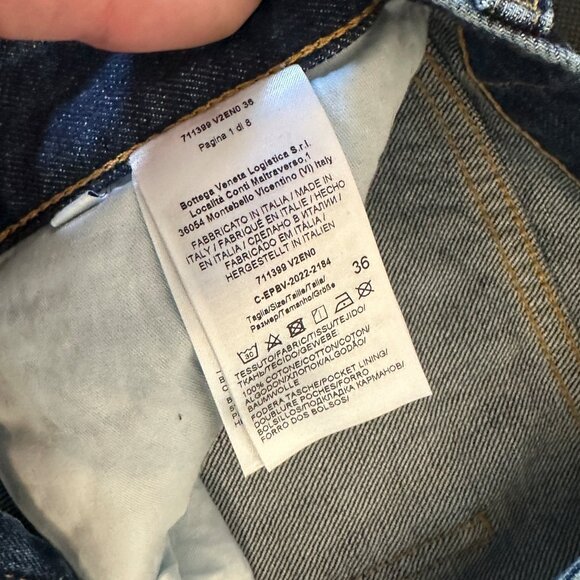 711399 V2EN0 36
Pagina 1 di 8
Bottega Veneta Logistica S.r.l.
Località Conti Maltraverso,1
36054 Montebello Vicentino (VI) Italy
FABBRICATO IN ITALIA / MADE IN
ITALY / FABRIQUÉ EN ITALIE / HECHO
EN ITALIA / СДЕЛАНО В ИТАЛИИ /
FABRICADO EM ITÁLIA /
HERGESTELLT IN ITALIEN
711399 V2EN0
C-EPBV-2022-2184
Taglia/Size/Taille/Talla/
Размер/Tamanho/Größe
36
30
TESSUTO/FABRIC/TISSU/TEJIDO/
ТКАНЬ/TECIDO/GEWEBE
100% COTONE/COTTON/COTON/
ALGODON/ХЛОПОК/ALGODÃO/
BAUMWOLLE
FODERA TASCHE/POCKET LINING/
DOUBLURE POCHES/FORRO
BOLSILLOS/ПОДКЛАДКА КАРМАНОВ/
FORRO DOS BOLSOS/